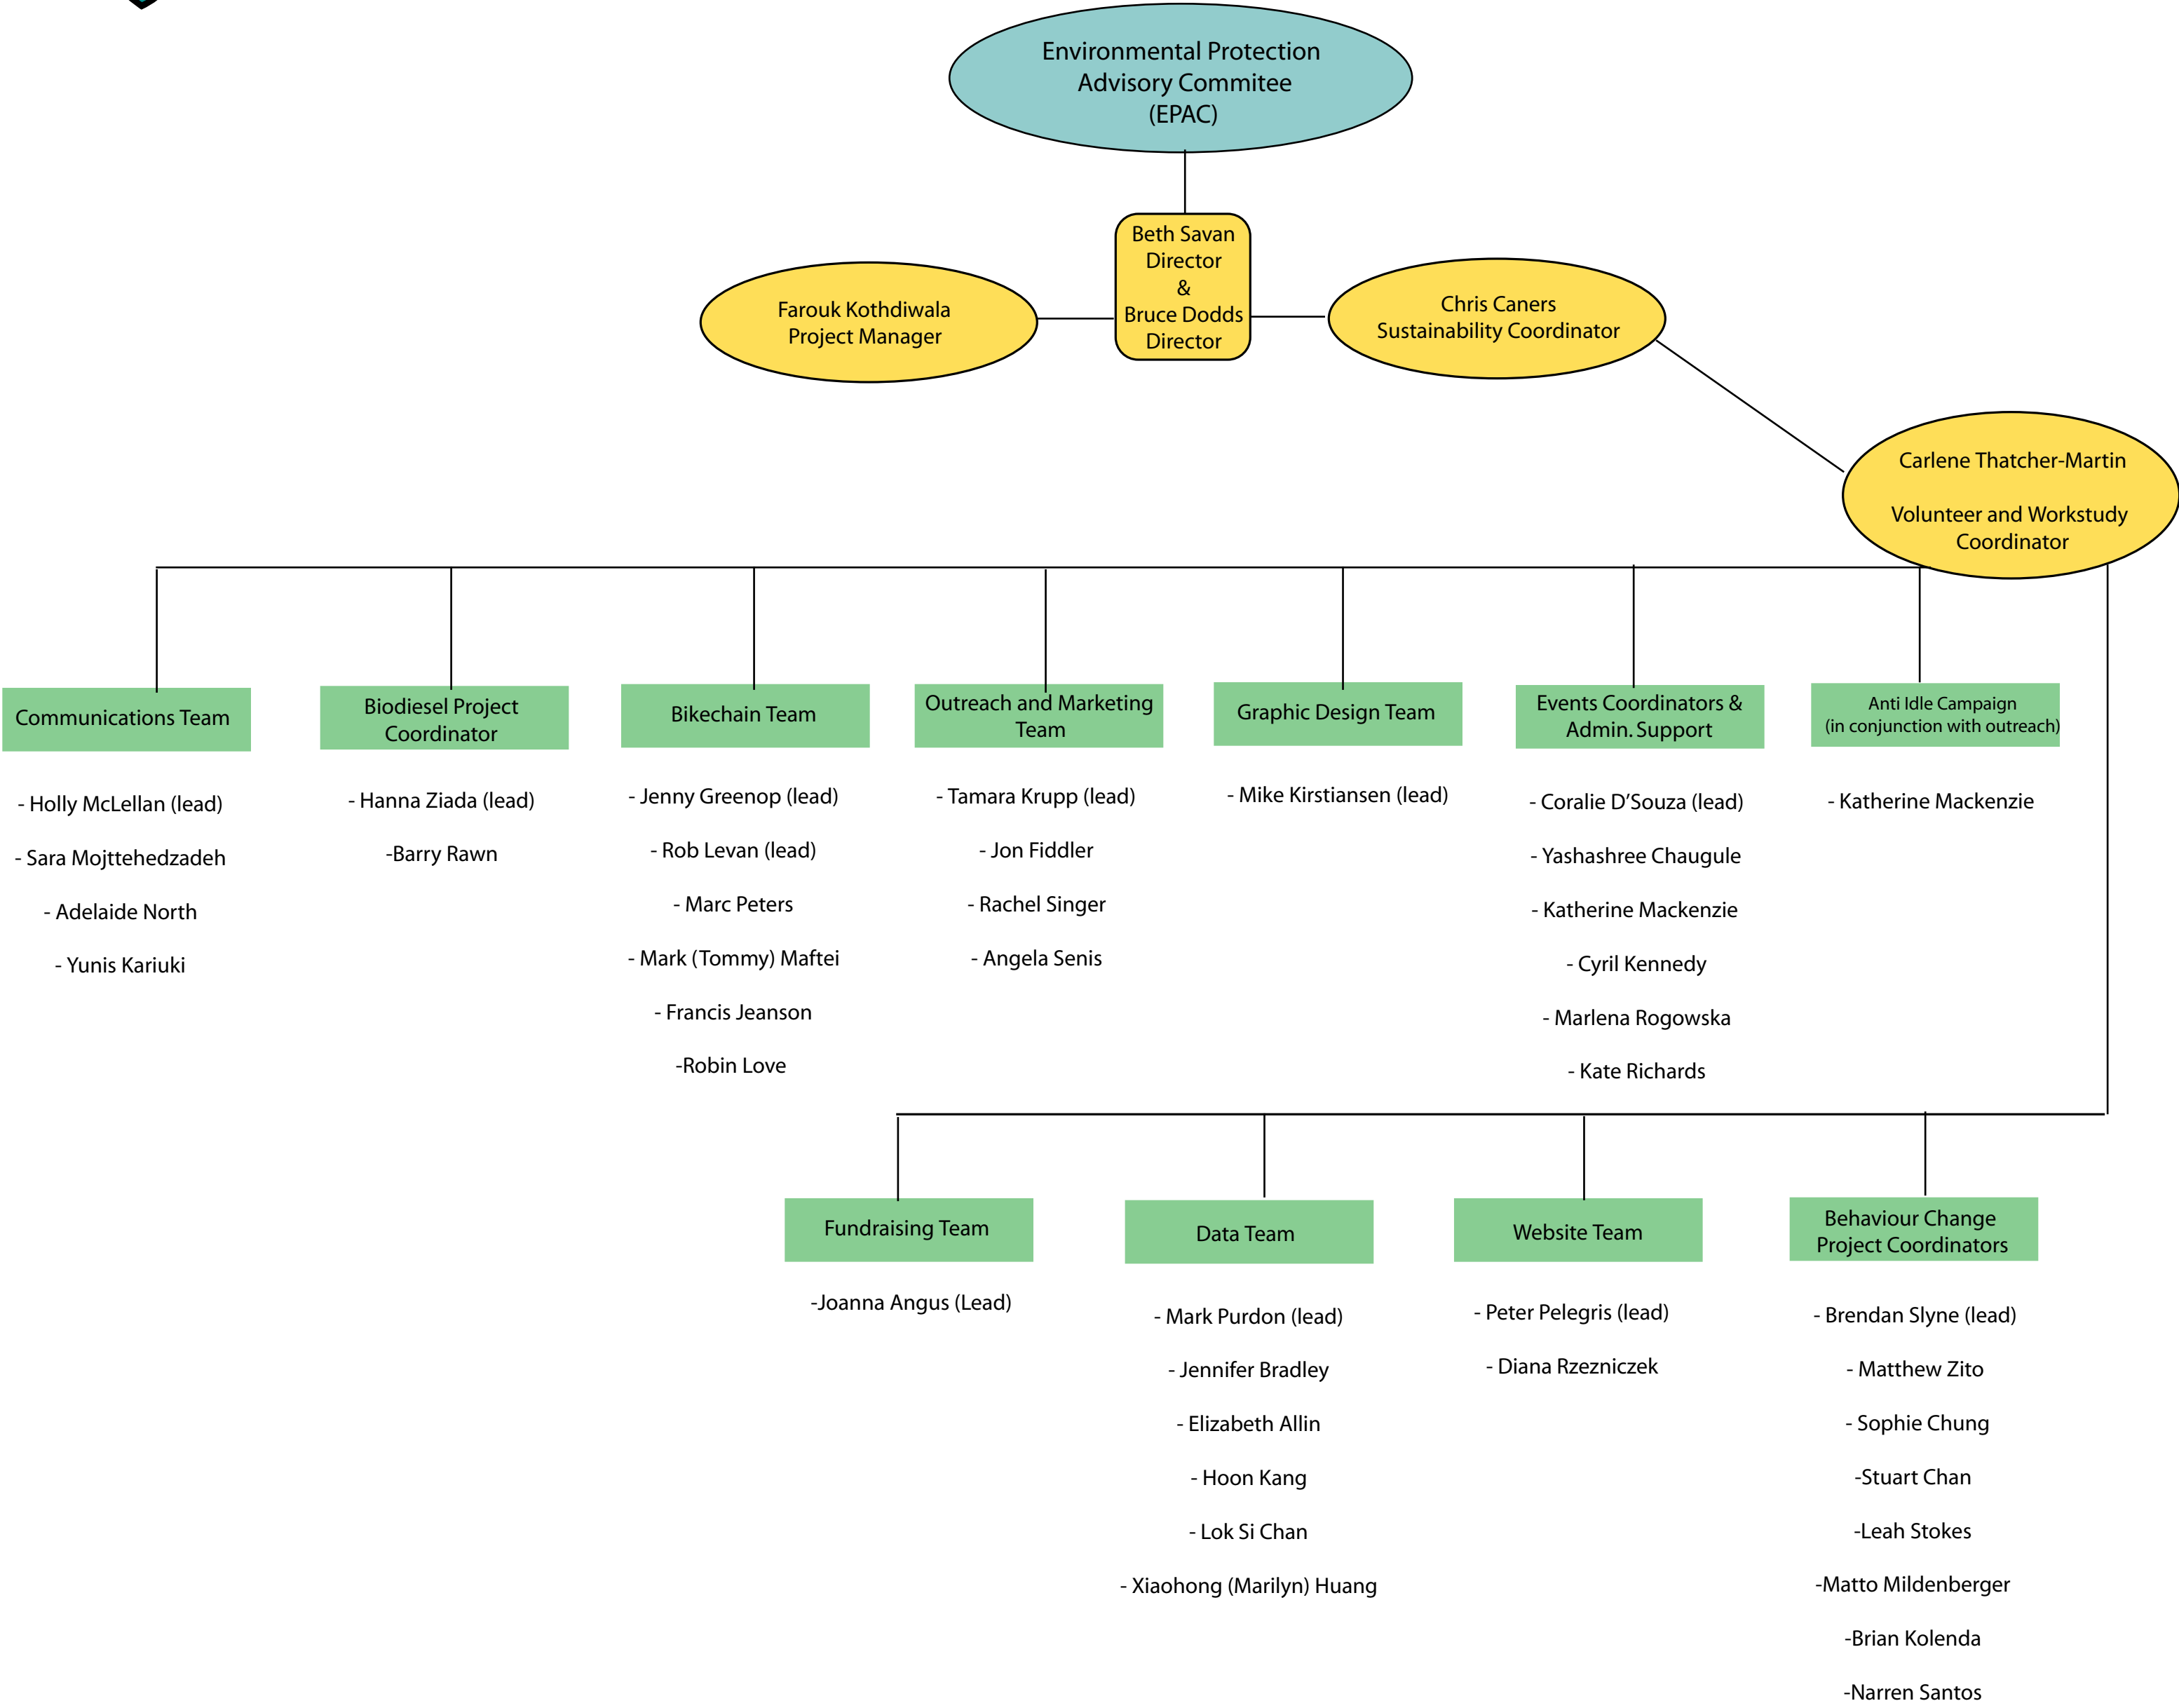 Environmental Protection
Advisory Commitee
(EPAC)
Beth Savan
Director
&
Bruce Dodds
Director
Farouk Kothdiwala
Project Manager
Chris Caners
Sustainability Coordinator
Carlene Thatcher-Martin
Volunteer and Workstudy
Coordinator
Communications Team
- Holly McLellan (lead)
- Sara Mojttehedzadeh
- Adelaide North
- Yunis Kariuki
Biodiesel Project
Coordinator
- Hanna Ziada (lead)
-Barry Rawn
Bikechain Team
- Jenny Greenop (lead)
- Rob Levan (lead)
- Marc Peters
- Mark (Tommy) Maftei
- Francis Jeanson
-Robin Love
Outreach and Marketing
Team
- Tamara Krupp (lead)
- Jon Fiddler
- Rachel Singer
- Angela Senis
Graphic Design Team
- Mike Kirstiansen (lead)
Events Coordinators &
Admin. Support
- Coralie D’Souza (lead)
- Yashashree Chaugule
- Katherine Mackenzie
- Cyril Kennedy
- Marlena Rogowska
- Kate Richards
Anti Idle Campaign
(in conjunction with outreach)
- Katherine Mackenzie
Fundraising Team
-Joanna Angus (Lead)
Data Team
- Mark Purdon (lead)
- Jennifer Bradley
- Elizabeth Allin
- Hoon Kang
- Lok Si Chan
- Xiaohong (Marilyn) Huang
Website Team
- Peter Pelegris (lead)
- Diana Rzezniczek
Behaviour Change
Project Coordinators
- Brendan Slyne (lead)
- Matthew Zito
- Sophie Chung
-Stuart Chan
-Leah Stokes
-Matto Mildenberger
-Brian Kolenda
-Narren Santos